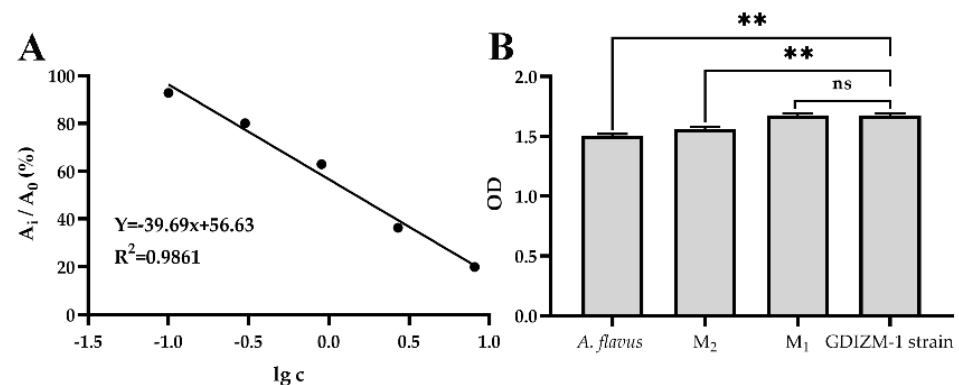 A
A_i / A_0 (%)
100
80
60
40
20
0
Y=-39.69x+56.63
R²=0.9861
-1.5
-1.0
-0.5
0.0
0.5
1.0
lg c
B
**
**
ns
OD
2.0
1.5
1.0
0.5
0.0
A. flavus
M₂
M₁
GDIZM-1 strain